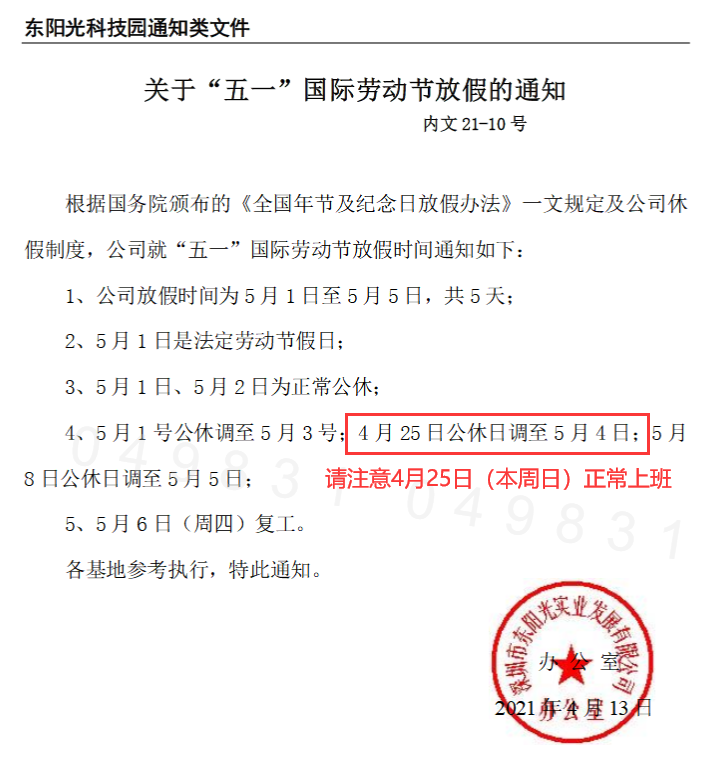 东阳光科技园通知类文件
关于“五一”国际劳动节放假的通知
内文 21-10 号
根据国务院颁布的《全国年节及纪念日放假办法》一文规定及公司休
假制度，公司就“五一”国际劳动节放假时间通知如下：
1、公司放假时间为 5 月 1 日至 5 月 5 日，共 5 天；
2、5 月 1 日是法定劳动节假日；
3、5 月 1 日、5 月 2 日为正常公休；
4、5 月 1 号公休调至 5 月 3 号；4 月 25 日公休日调至 5 月 4 日；5 月
8 日公休日调至 5 月 5 日；
请注意4月25日（本周日）正常上班
049831 049831
5、5 月 6 日（周四）复工。
各基地参考执行，特此通知。
深圳市东阳光实业发展有限公司
办 公 室
2021 年 4 月 13 日
办公室